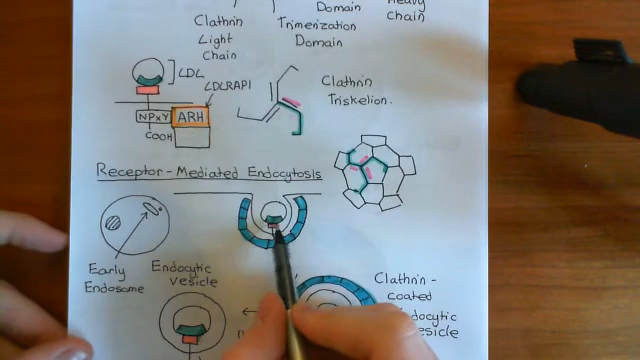 Domain
Heavy
Chain
Clathrin
Light
Chain
Trimerization
Domain
LDL
LDLRAP1
Clathrin
Triskelion.
NPxY
ARH
COOH
Receptor-Mediated Endocytosis
Early
Endosome
Endocytic
vesicle
Clathrin-
coated
Endocytic
vesicle